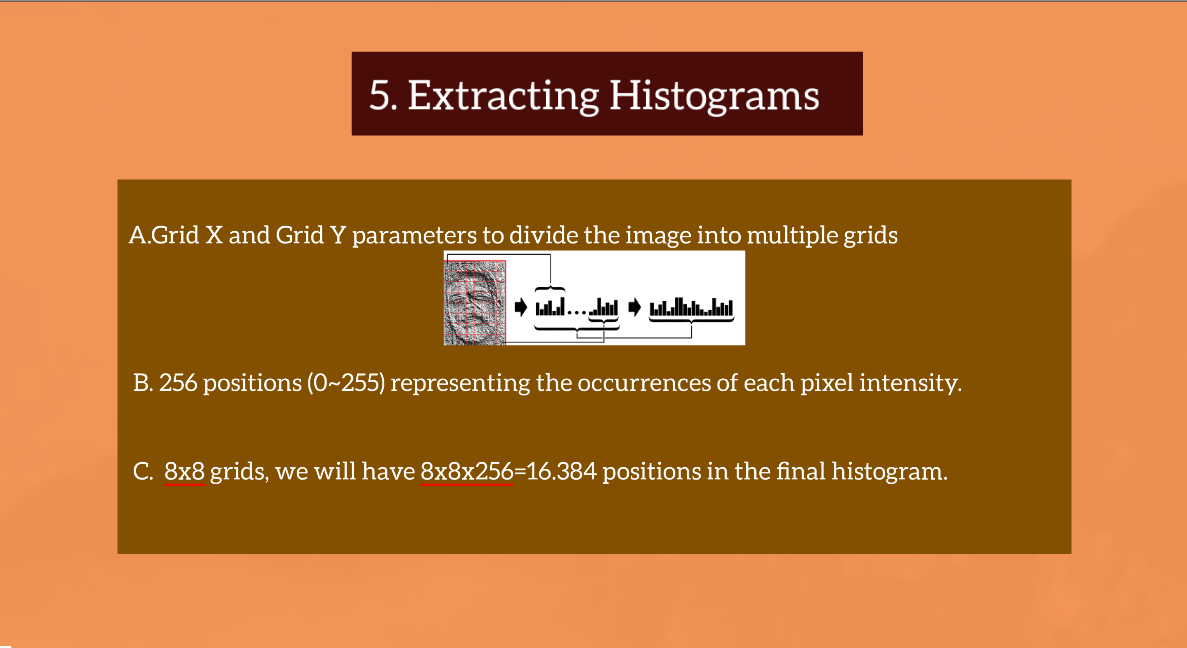 5. Extracting Histograms
A.Grid X and Grid Y parameters to divide the image into multiple grids
B. 256 positions (0~255) representing the occurrences of each pixel intensity.
C. 8x8 grids, we will have 8x8x256=16.384 positions in the final histogram.